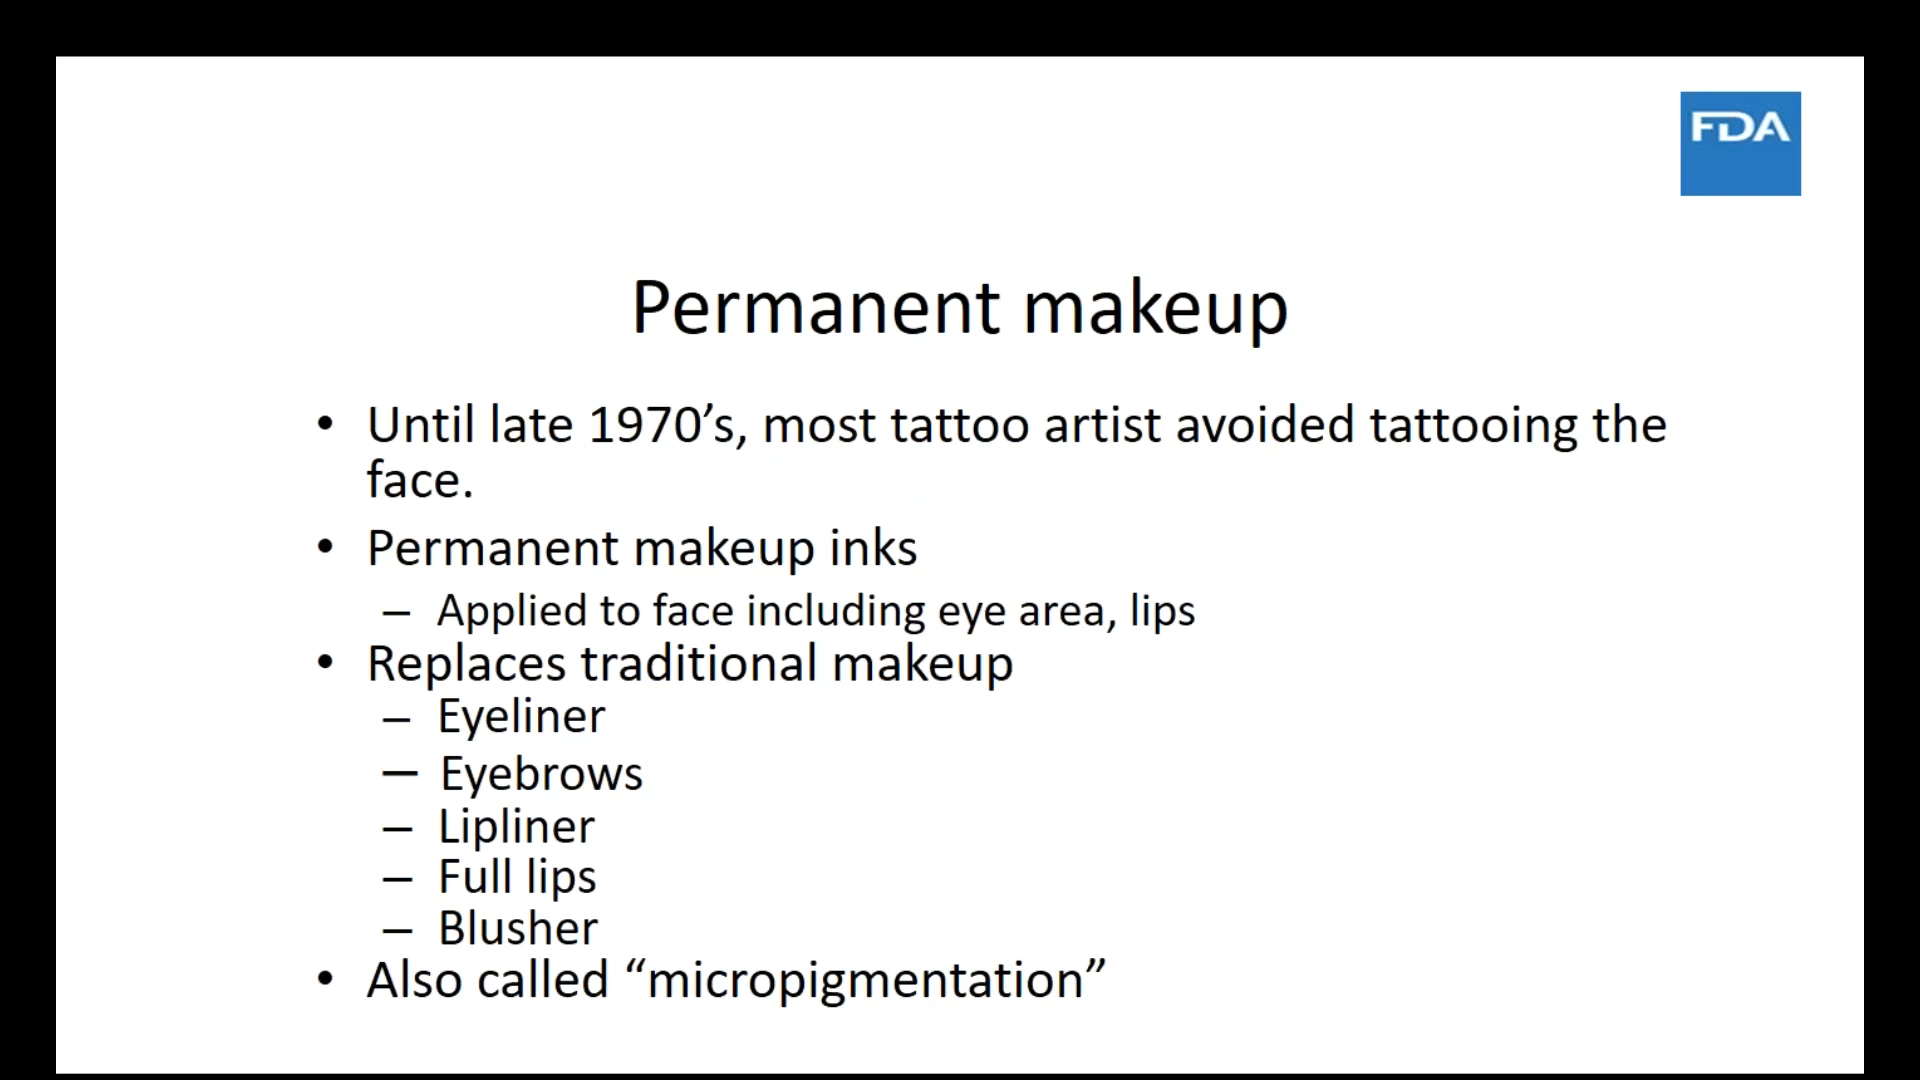 FDA
Permanent makeup
• Until late 1970’s, most tattoo artist avoided tattooing the
face.
• Permanent makeup inks
– Applied to face including eye area, lips
• Replaces traditional makeup
– Eyeliner
– Eyebrows
– Lipliner
– Full lips
– Blusher
• Also called “micropigmentation”